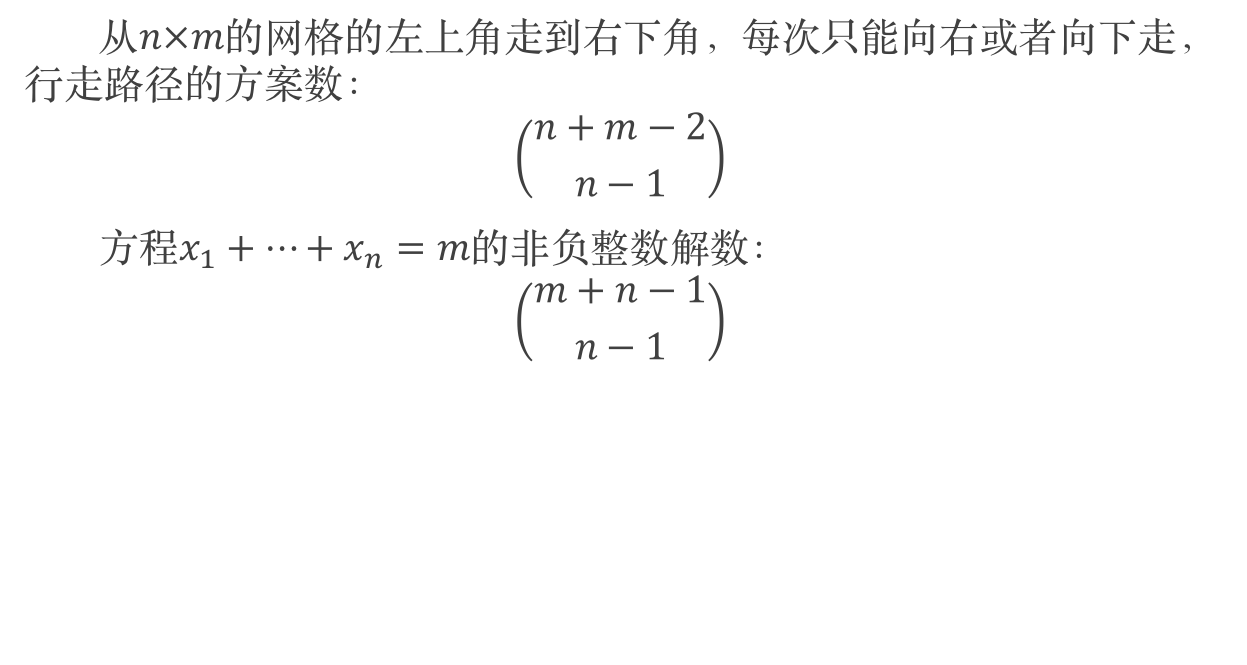 从n×m的网格的左上角走到右下角，每次只能向右或者向下走，
行走路径的方案数：
(n + m − 2
n − 1)
方程x₁ + ⋯ + xₙ = m的非负整数解数：
(m + n − 1
n − 1)